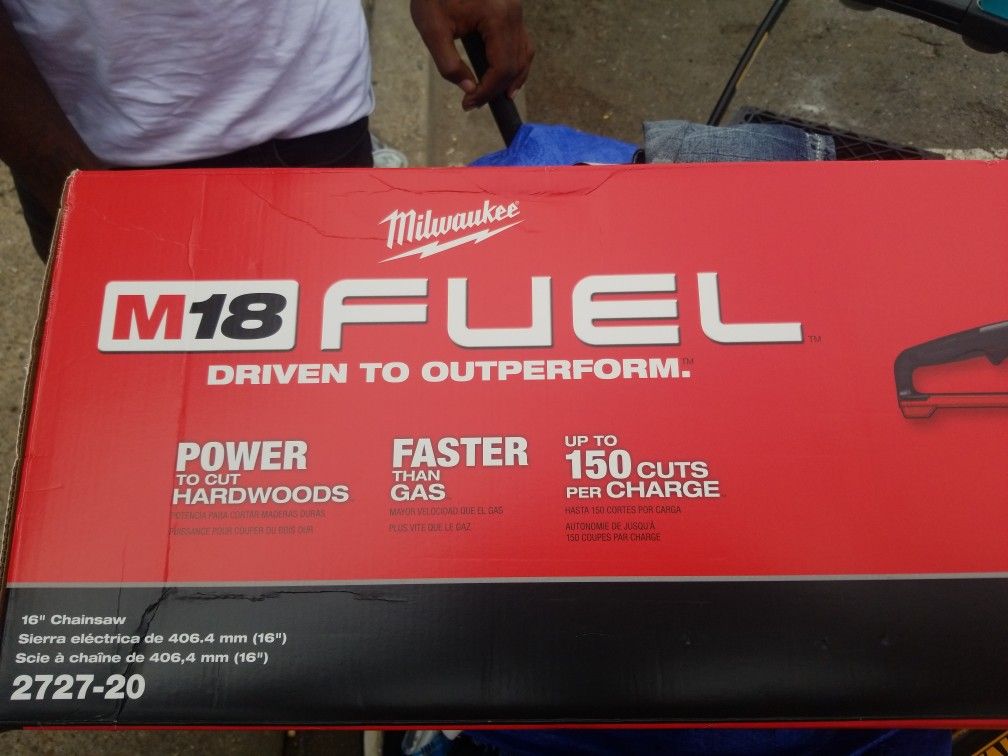 Milwaukee
M18 FUEL™
DRIVEN TO OUTPERFORM.™
POWER
TO CUT
HARDWOODS
POTENCIA PARA CORTAR MADERAS DURAS
PUISSANCE POUR COUPER DU BOIS DUR
FASTER
THAN
GAS
MAYOR VELOCIDAD QUE EL GAS
PLUS VITE QUE LE GAZ
UP TO
150 CUTS
PER CHARGE
HASTA 150 CORTES POR CARGA
AUTONOMIE DE JUSQU'À
150 COUPES PAR CHARGE
16" Chainsaw
Sierra eléctrica de 406.4 mm (16")
Scie à chaîne de 406,4 mm (16")
2727-20